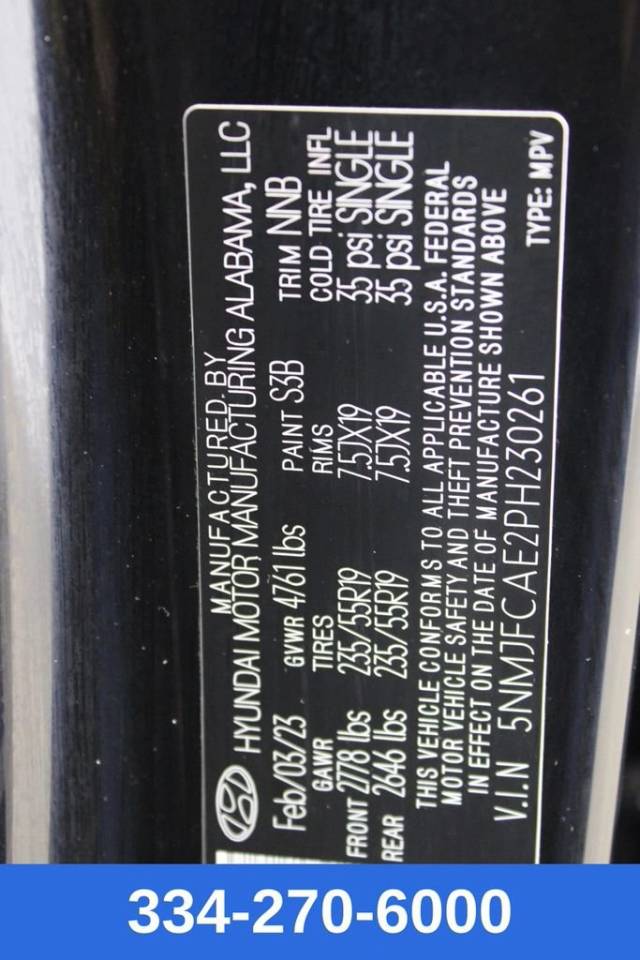 MANUFACTURED BY
HYUNDAI MOTOR MANUFACTURING ALABAMA, LLC
Feb/03/23 GVWR 4761 lbs PAINT S3B TRIM NNB
GAWR TIRES RIMS COLD TIRE INFL
FRONT 2778 lbs 235/55R19 7.5JX19 35 psi SINGLE
REAR 2646 lbs 235/55R19 7.5JX19 35 psi SINGLE
THIS VEHICLE CONFORMS TO ALL APPLICABLE U.S.A. FEDERAL
MOTOR VEHICLE SAFETY AND THEFT PREVENTION STANDARDS
IN EFFECT ON THE DATE OF MANUFACTURE SHOWN ABOVE
V.I.N 5NMJFCAE2PH230261 TYPE: MPV
334-270-6000